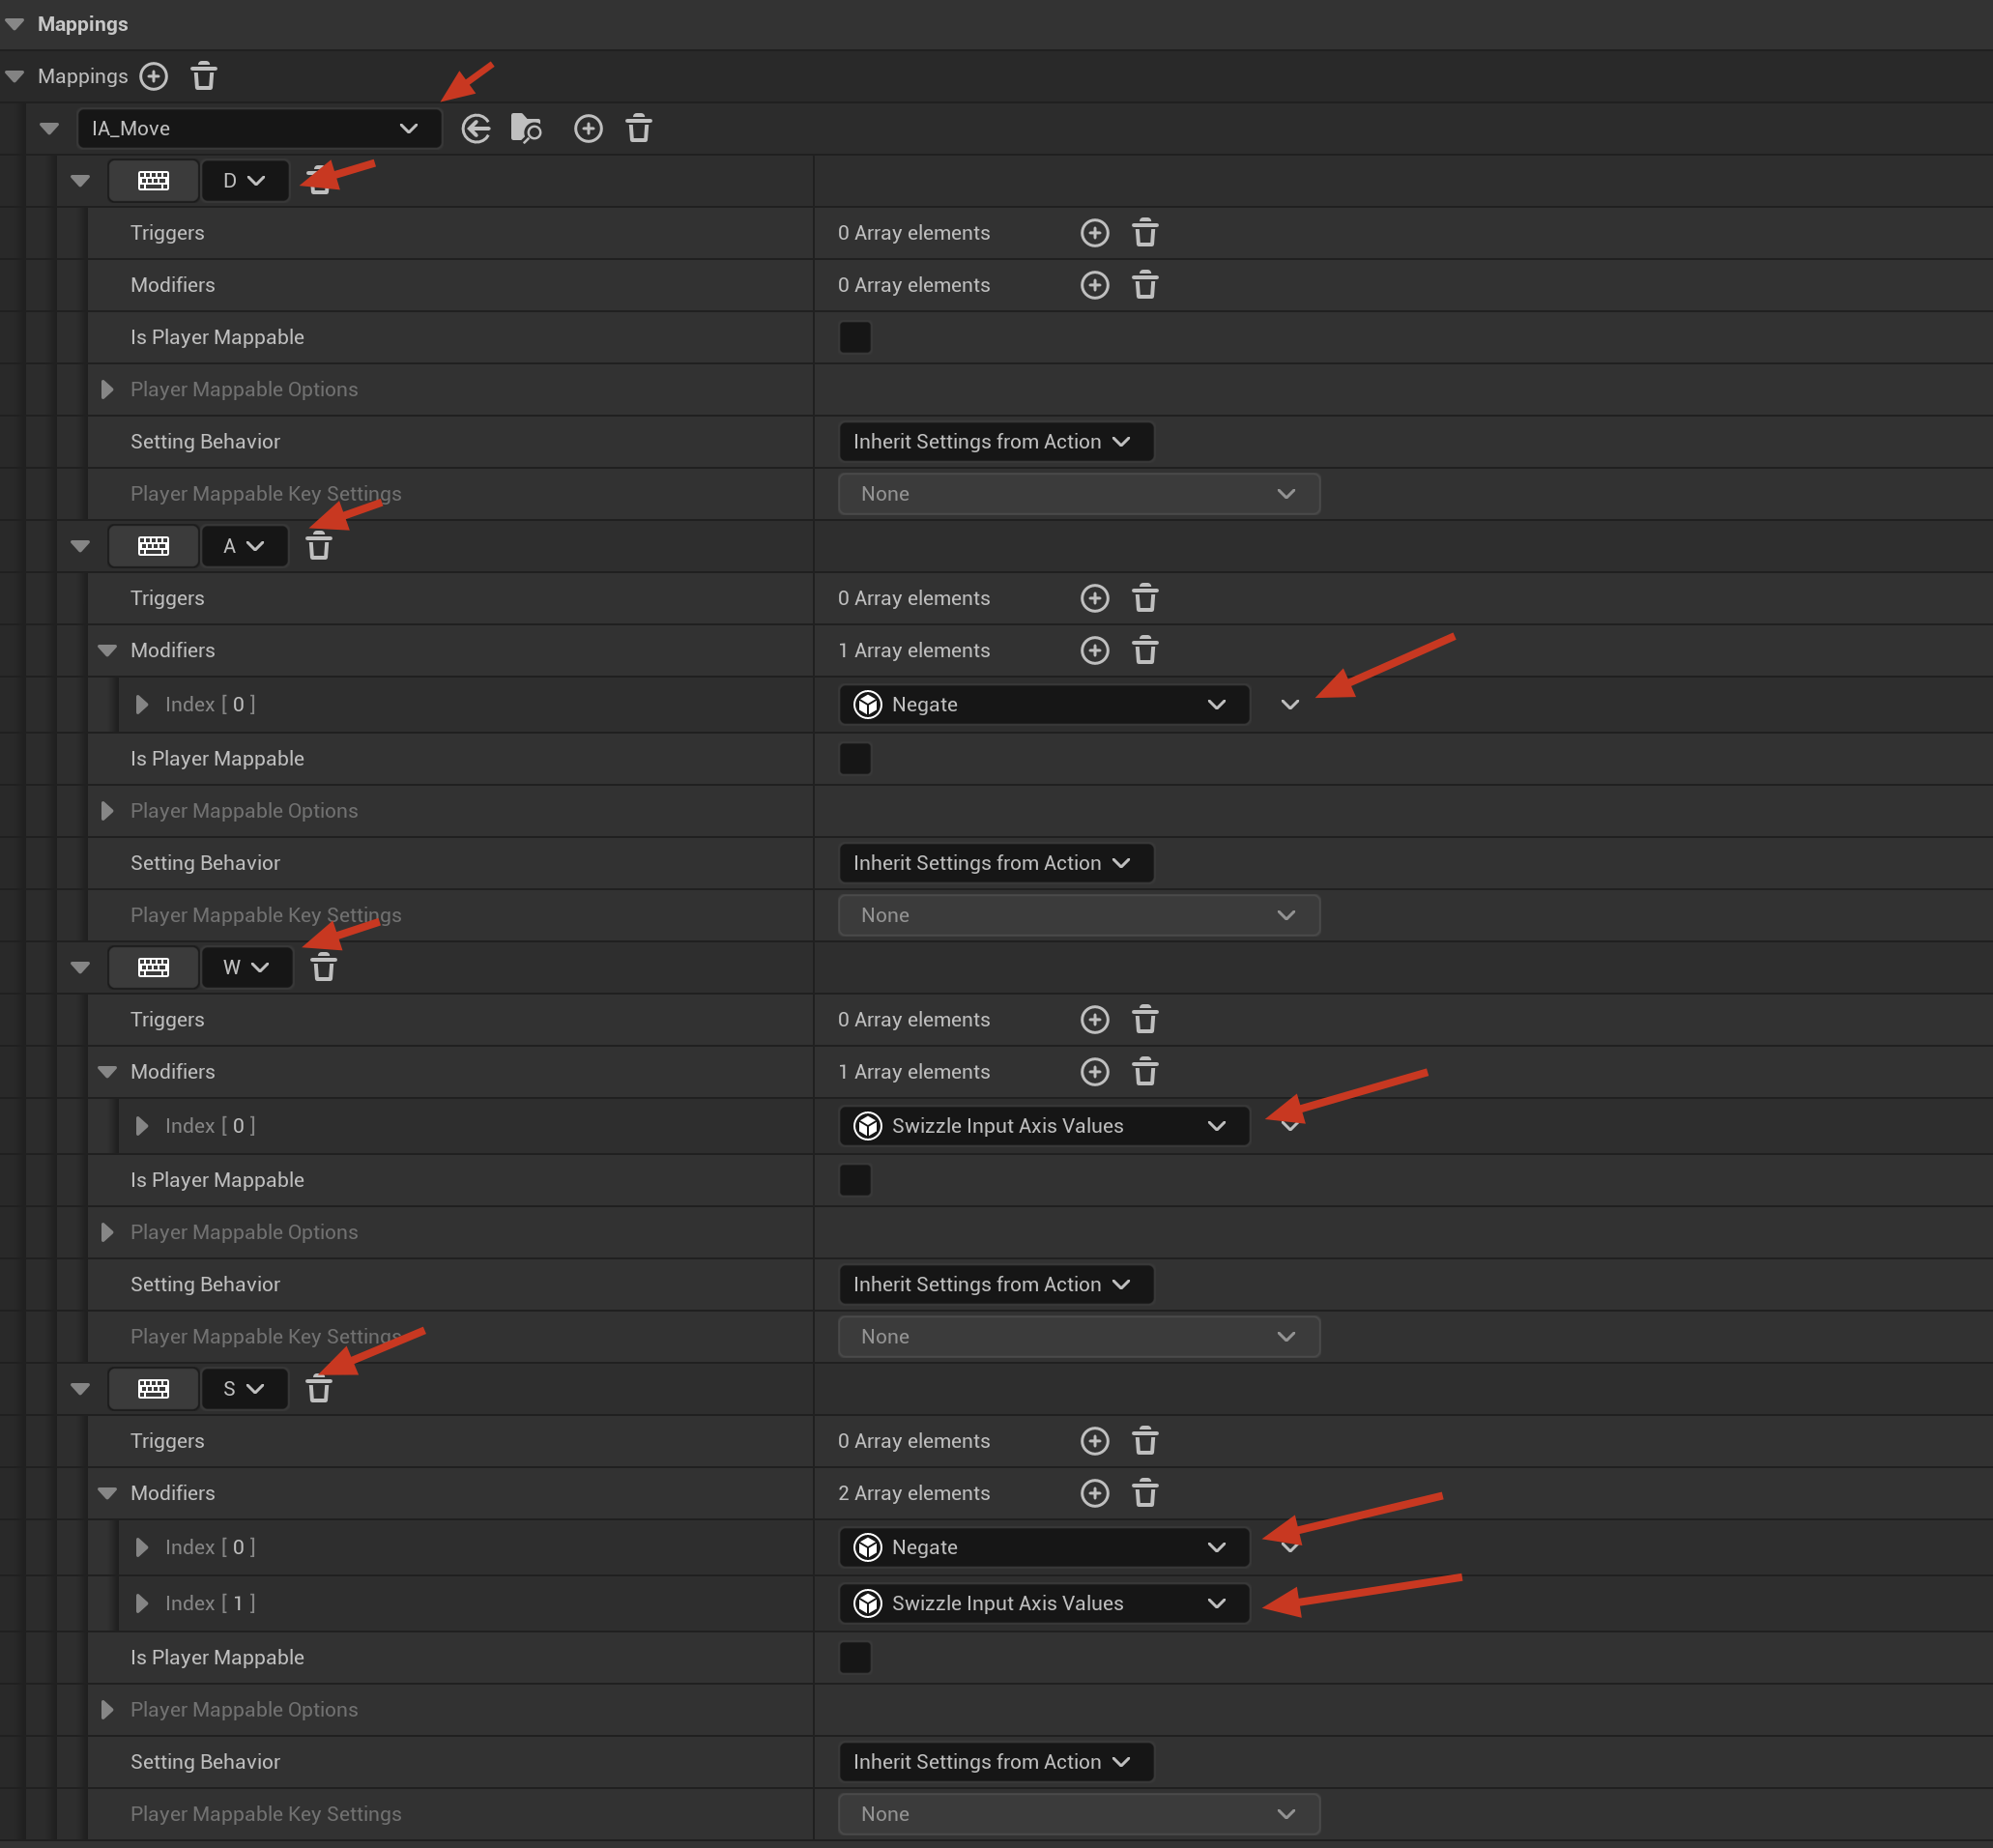 Mappings
Mappings
IA_Move
D
Triggers 0 Array elements
Modifiers 0 Array elements
Is Player Mappable
Player Mappable Options
Setting Behavior Inherit Settings from Action
Player Mappable Key Settings None
A
Triggers 0 Array elements
Modifiers 1 Array elements
Index [ 0 ] Negate
Is Player Mappable
Player Mappable Options
Setting Behavior Inherit Settings from Action
Player Mappable Key Settings None
W
Triggers 0 Array elements
Modifiers 1 Array elements
Index [ 0 ] Swizzle Input Axis Values
Is Player Mappable
Player Mappable Options
Setting Behavior Inherit Settings from Action
Player Mappable Key Settings None
S
Triggers 0 Array elements
Modifiers 2 Array elements
Index [ 0 ] Negate
Index [ 1 ] Swizzle Input Axis Values
Is Player Mappable
Player Mappable Options
Setting Behavior Inherit Settings from Action
Player Mappable Key Settings None